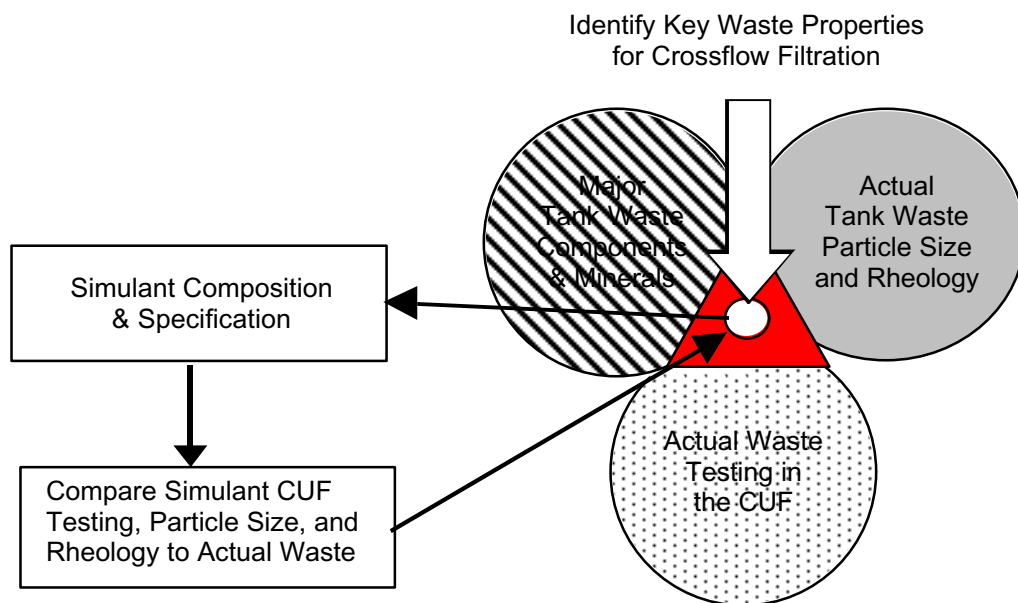 Identify Key Waste Properties
for Crossflow Filtration
Major
Tank Waste
Components
& Minerals
Actual
Tank Waste
Particle Size
and Rheology
Simulant Composition
& Specification
Actual Waste
Testing in
the CUF
Compare Simulant CUF
Testing, Particle Size, and
Rheology to Actual Waste